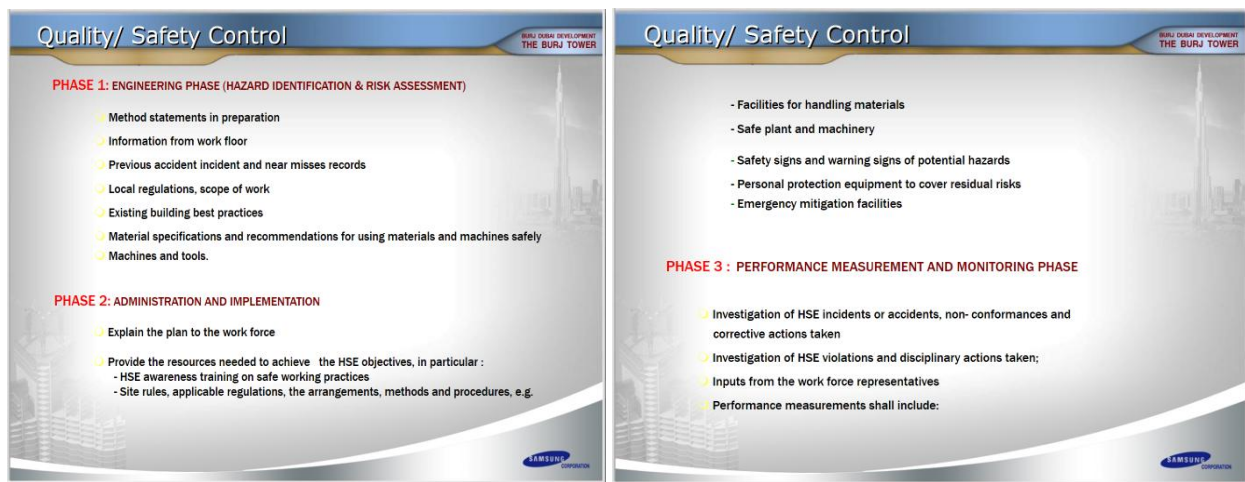 Quality/ Safety Control
BURJ DUBAI DEVELOPMENT
THE BURJ TOWER
PHASE 1: ENGINEERING PHASE (HAZARD IDENTIFICATION & RISK ASSESSMENT)
Method statements in preparation
Information from work floor
Previous accident incident and near misses records
Local regulations, scope of work
Existing building best practices
Material specifications and recommendations for using materials and machines safely
Machines and tools.
PHASE 2: ADMINISTRATION AND IMPLEMENTATION
Explain the plan to the work force
Provide the resources needed to achieve the HSE objectives, in particular :
- HSE awareness training on safe working practices
- Site rules, applicable regulations, the arrangements, methods and procedures, e.g.
SAMSUNG
CORPORATION
Quality/ Safety Control
BURJ DUBAI DEVELOPMENT
THE BURJ TOWER
- Facilities for handling materials
- Safe plant and machinery
- Safety signs and warning signs of potential hazards
- Personal protection equipment to cover residual risks
- Emergency mitigation facilities
PHASE 3 : PERFORMANCE MEASUREMENT AND MONITORING PHASE
Investigation of HSE incidents or accidents, non- conformances and
corrective actions taken
Investigation of HSE violations and disciplinary actions taken;
Inputs from the work force representatives
Performance measurements shall include:
SAMSUNG
CORPORATION